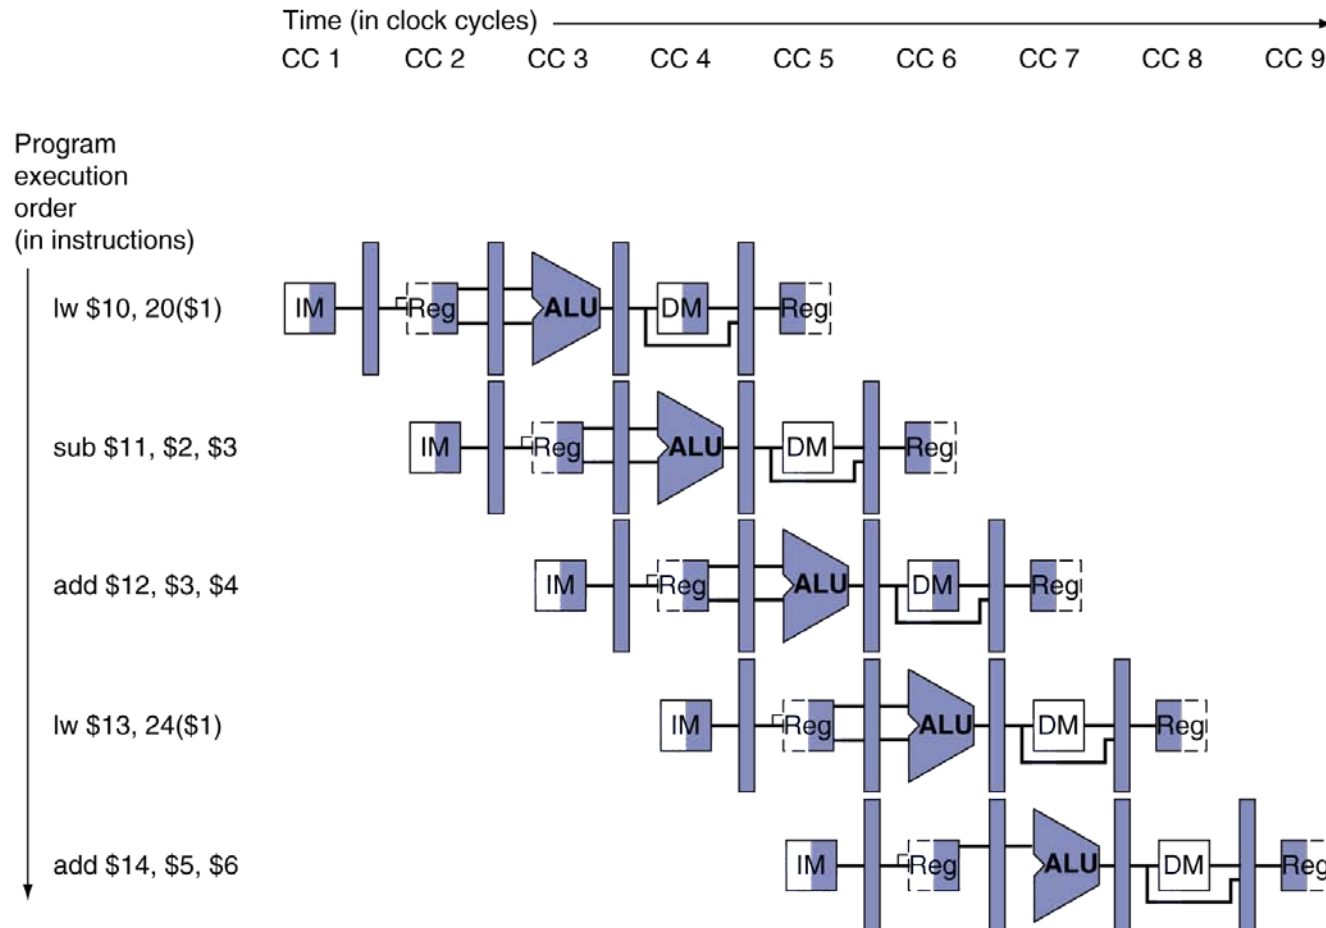 Time (in clock cycles)
CC 1 CC 2 CC 3 CC 4 CC 5 CC 6 CC 7 CC 8 CC 9
Program
execution
order
(in instructions)
lw $10, 20($1) IM Reg ALU DM Reg
sub $11, $2, $3 IM Reg ALU DM Reg
add $12, $3, $4 IM Reg ALU DM Reg
lw $13, 24($1) IM Reg ALU DM Reg
add $14, $5, $6 IM Reg ALU DM Reg